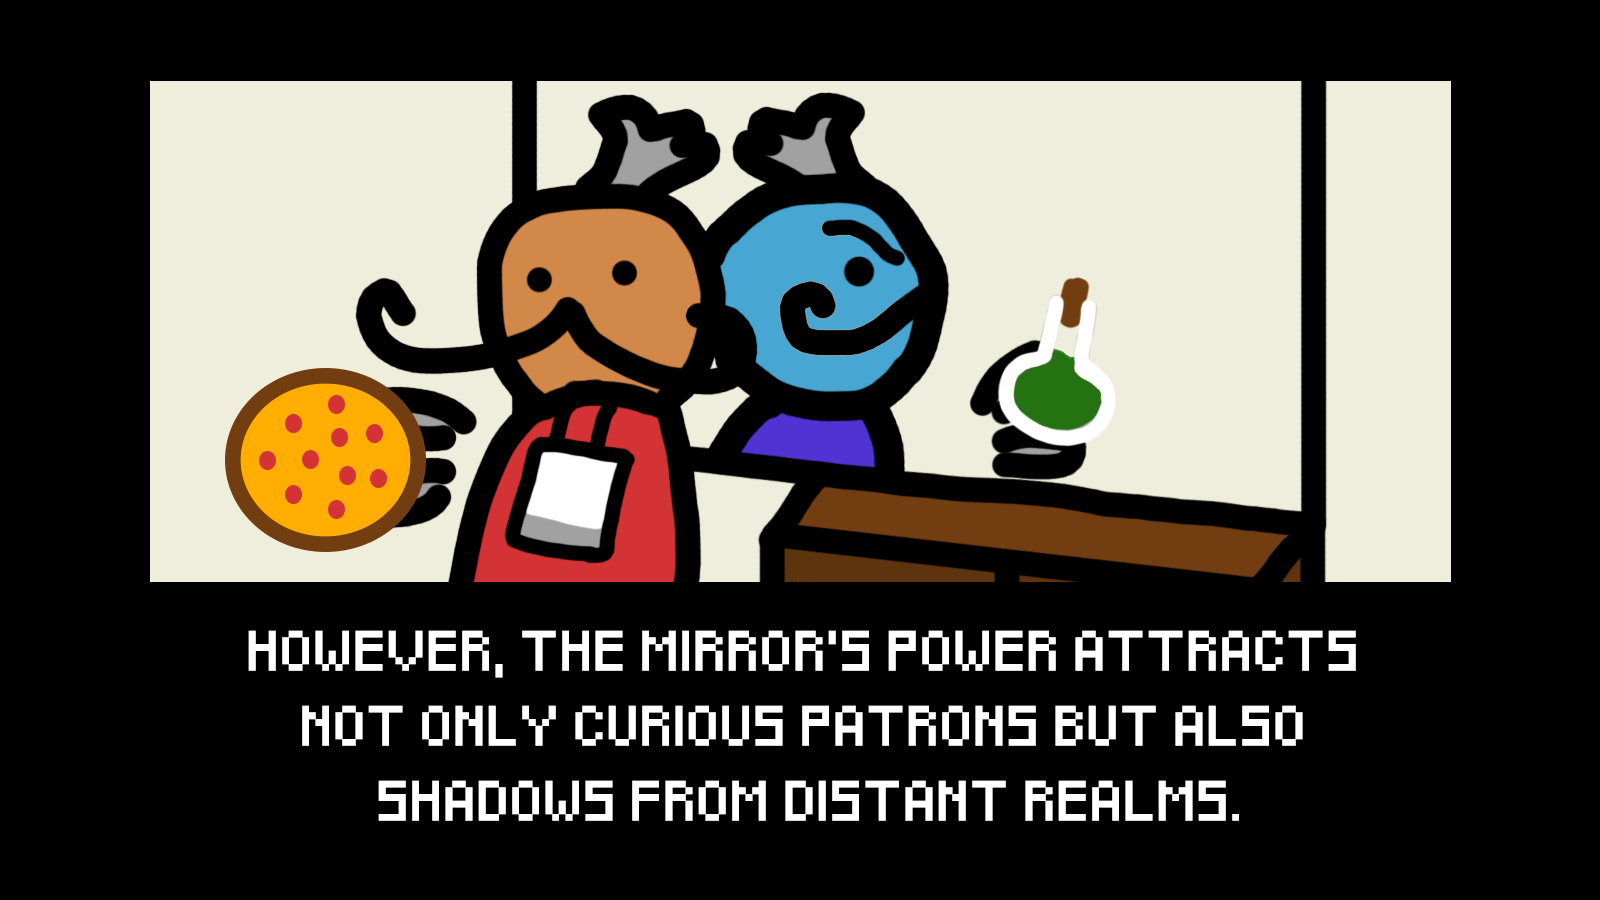 HOWEVER, THE MIRROR'S POWER ATTRACTS
NOT ONLY CURIOUS PATRONS BUT ALSO
SHADOWS FROM DISTANT REALMS.